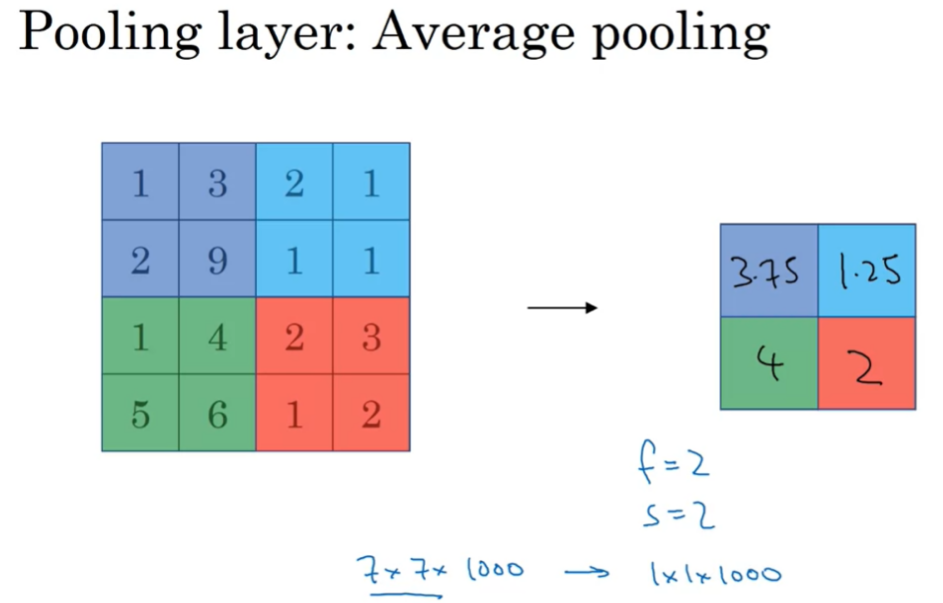 Pooling layer: Average pooling
1 3 2 1
2 9 1 1
1 4 2 3
5 6 1 2
3.75 1.25
4 2
f=2
s=2
7×7×1000 → 1×1×1000